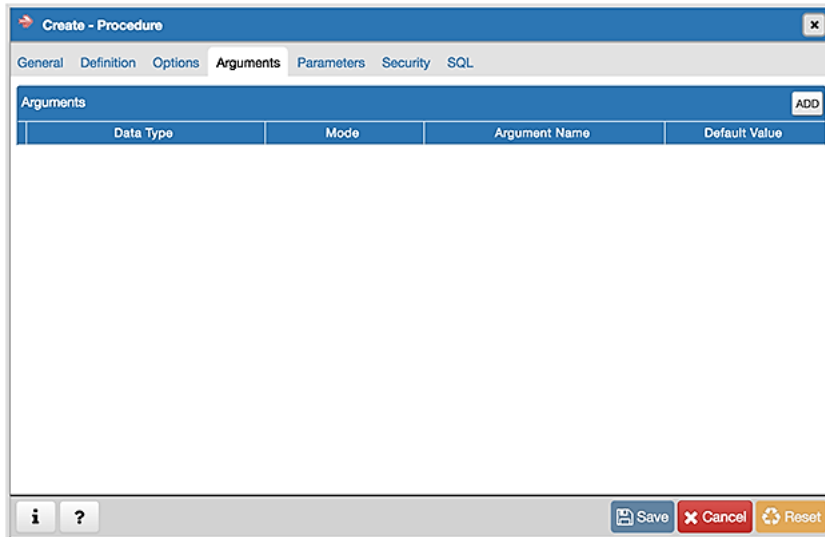 Create - Procedure
General Definition Options Arguments Parameters Security SQL
Arguments ADD
Data Type Mode Argument Name Default Value
i ? Save Cancel Reset